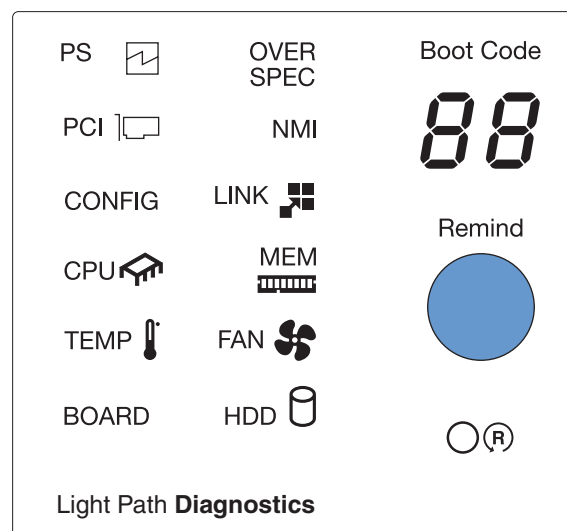 PS
OVER
SPEC
Boot Code
88
PCI
NMI
CONFIG
LINK
Remind
CPU
MEM
TEMP
FAN
BOARD
HDD
R
Light Path Diagnostics